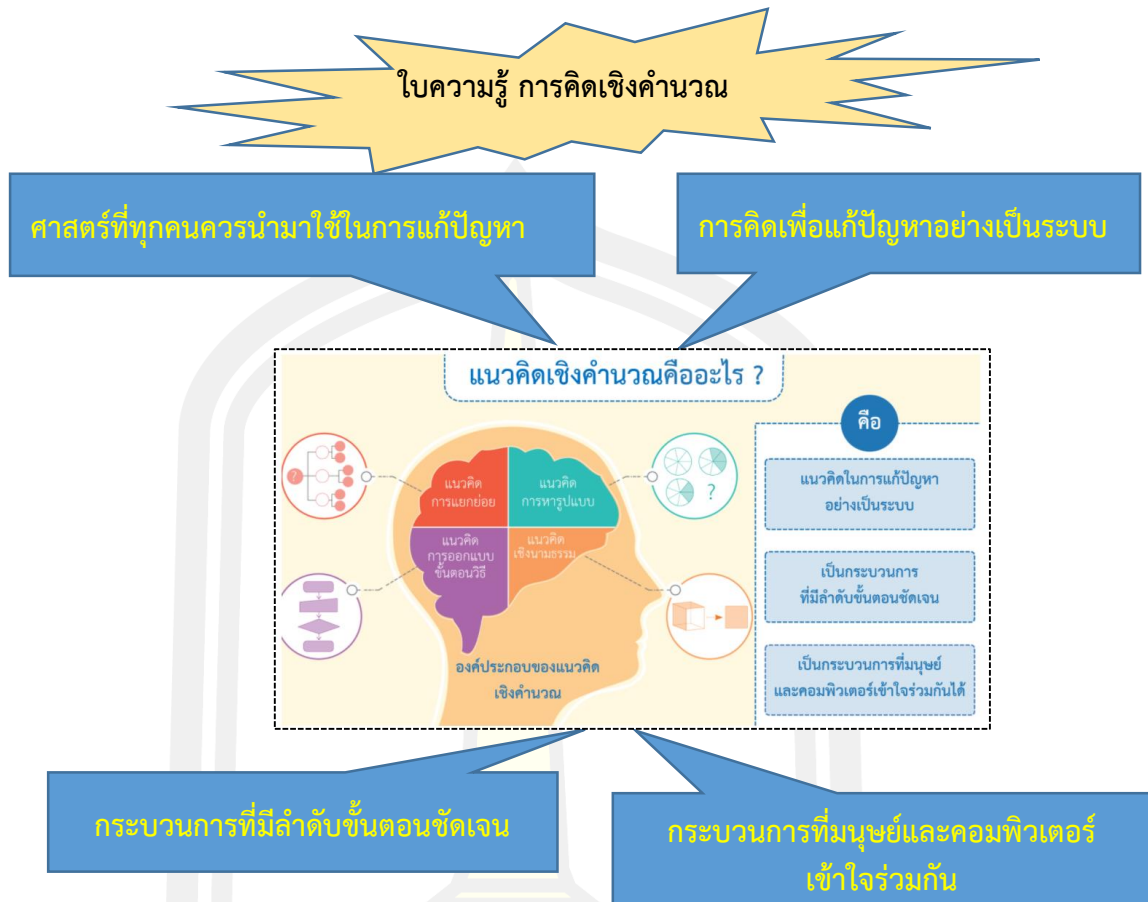 ใบความรู้ การคิดเชิงคำนวณ
ศาสตร์ที่ทุกคนควรนำมาใช้ในการแก้ปัญหา
การคิดเพื่อแก้ปัญหาอย่างเป็นระบบ
แนวคิดเชิงคำนวณคืออะไร ?
แนวคิด
การแยกย่อย
แนวคิด
การหารูปแบบ
แนวคิด
การออกแบบ
ขั้นตอนวิธี
แนวคิด
เชิงนามธรรม
?
?
องค์ประกอบของแนวคิด
เชิงคำนวณ
คือ
แนวคิดในการแก้ปัญหา
อย่างเป็นระบบ
เป็นกระบวนการ
ที่มีลำดับขั้นตอนชัดเจน
เป็นกระบวนการที่มนุษย์
และคอมพิวเตอร์เข้าใจร่วมกันได้
กระบวนการที่มีลำดับขั้นตอนชัดเจน
กระบวนการที่มนุษย์และคอมพิวเตอร์
เข้าใจร่วมกัน